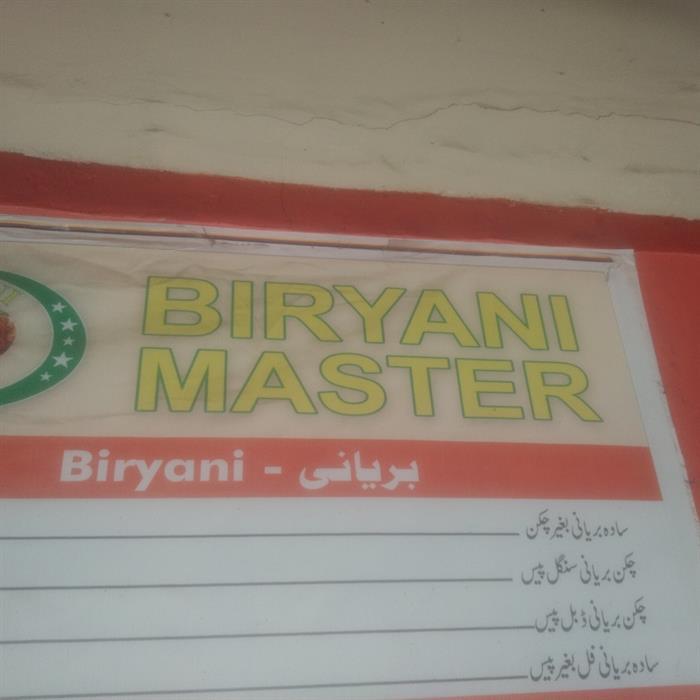 BIRYANI
MASTER
Biryani - بریانی
سادہ بریانی بغیر چکن
چکن بریانی سنگل پیس
چکن بریانی ڈبل پیس
سادہ بریانی فل بغیر پیس